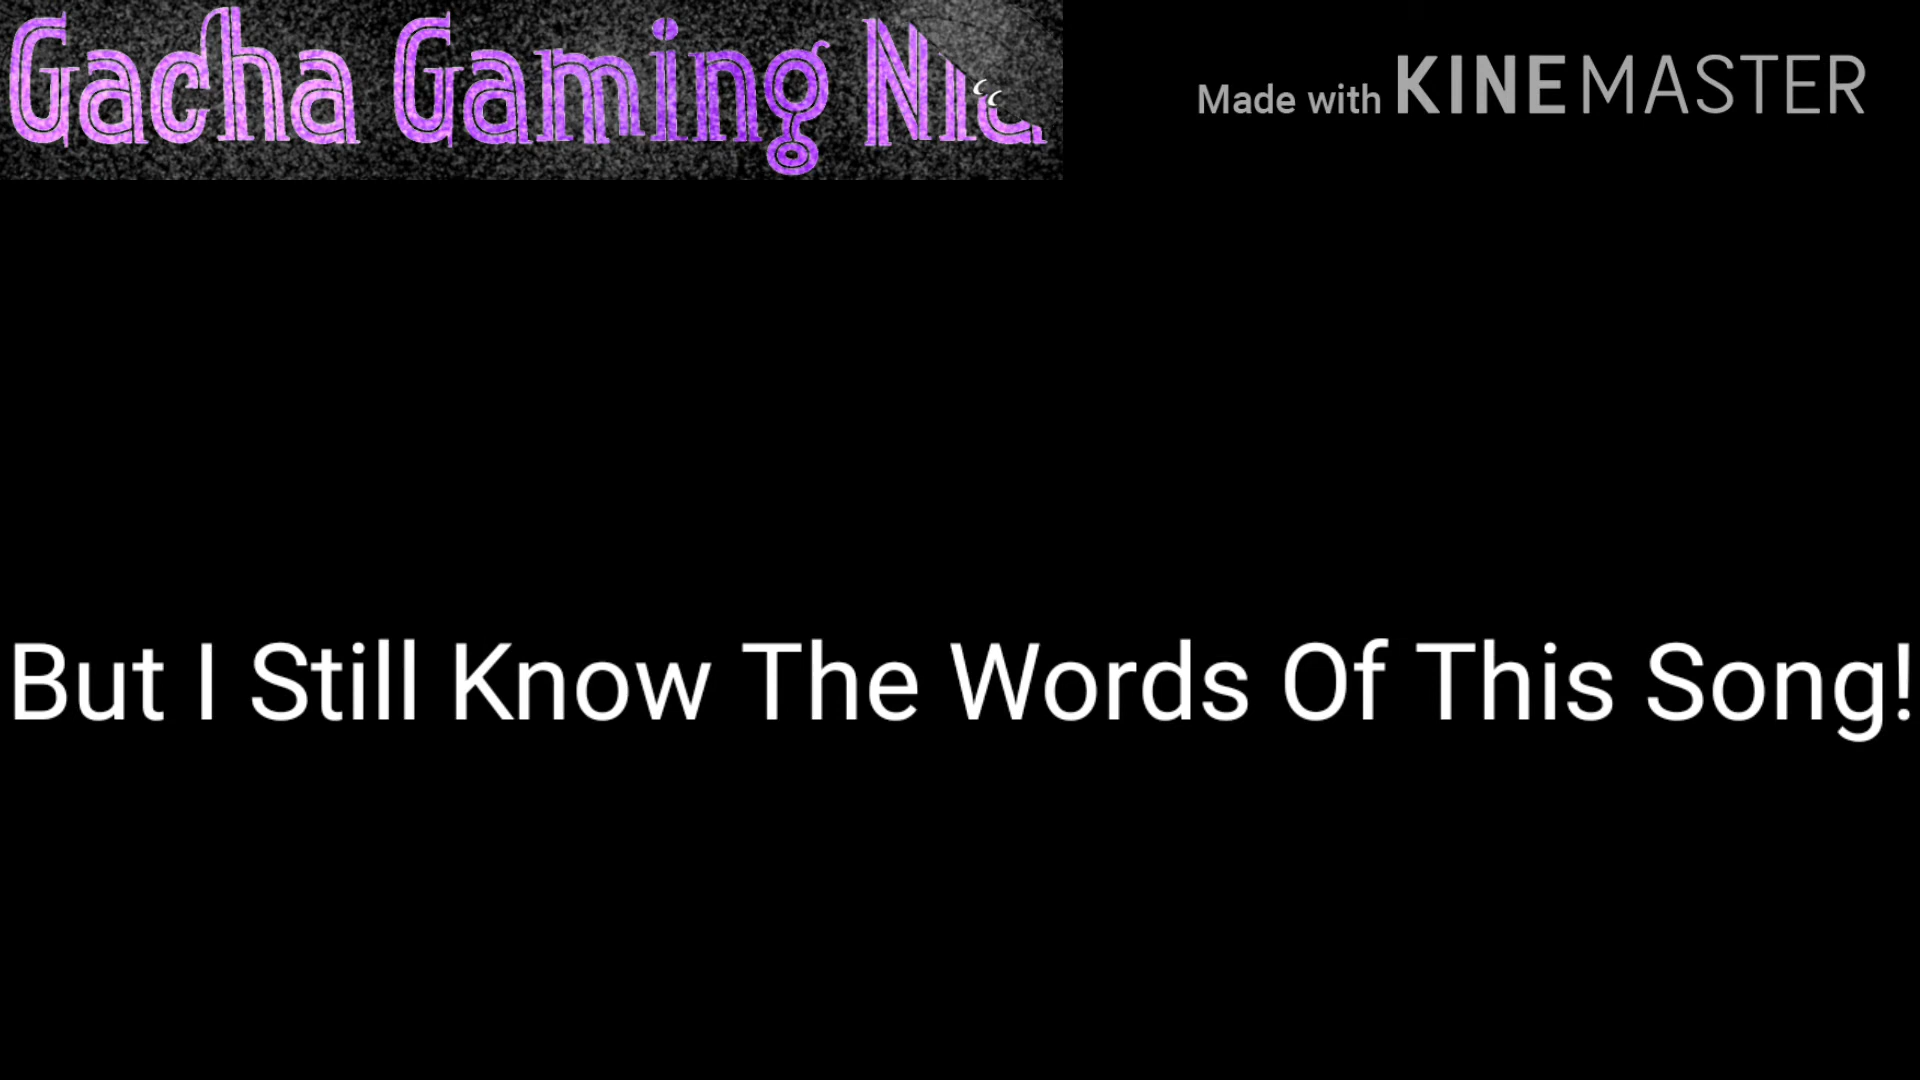 Gacha Gaming
Made with KINEMASTER
But I Still Know The Words Of This Song!